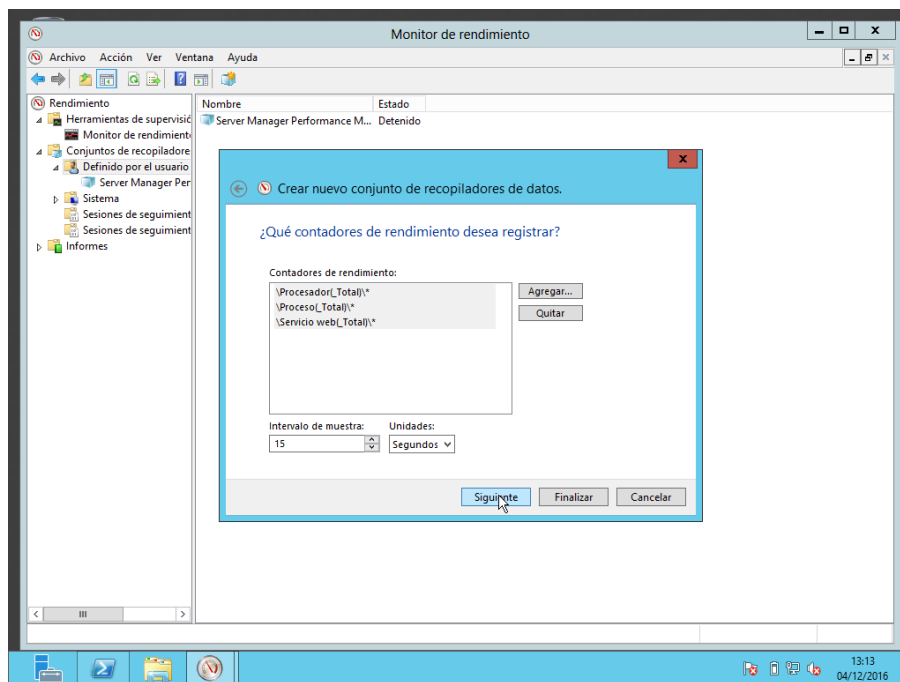 Monitor de rendimiento
Archivo Acción Ver Ventana Ayuda
Rendimiento
Herramientas de supervisić
Monitor de rendimient
Conjuntos de recopiladore
Definido por el usuario
Server Manager Per
Sistema
Sesiones de seguimient
Sesiones de seguimient
Informes
Nombre Estado
Server Manager Performance M... Detenido
Crear nuevo conjunto de recopiladores de datos.
¿Qué contadores de rendimiento desea registrar?
Contadores de rendimiento:
\Procesador(_Total)\*
\Proceso(_Total)\*
\Servicio web(_Total)\*
Agregar...
Quitar
Intervalo de muestra: Unidades:
15 Segundos
Siguiente Finalizar Cancelar
13:13
04/12/2016